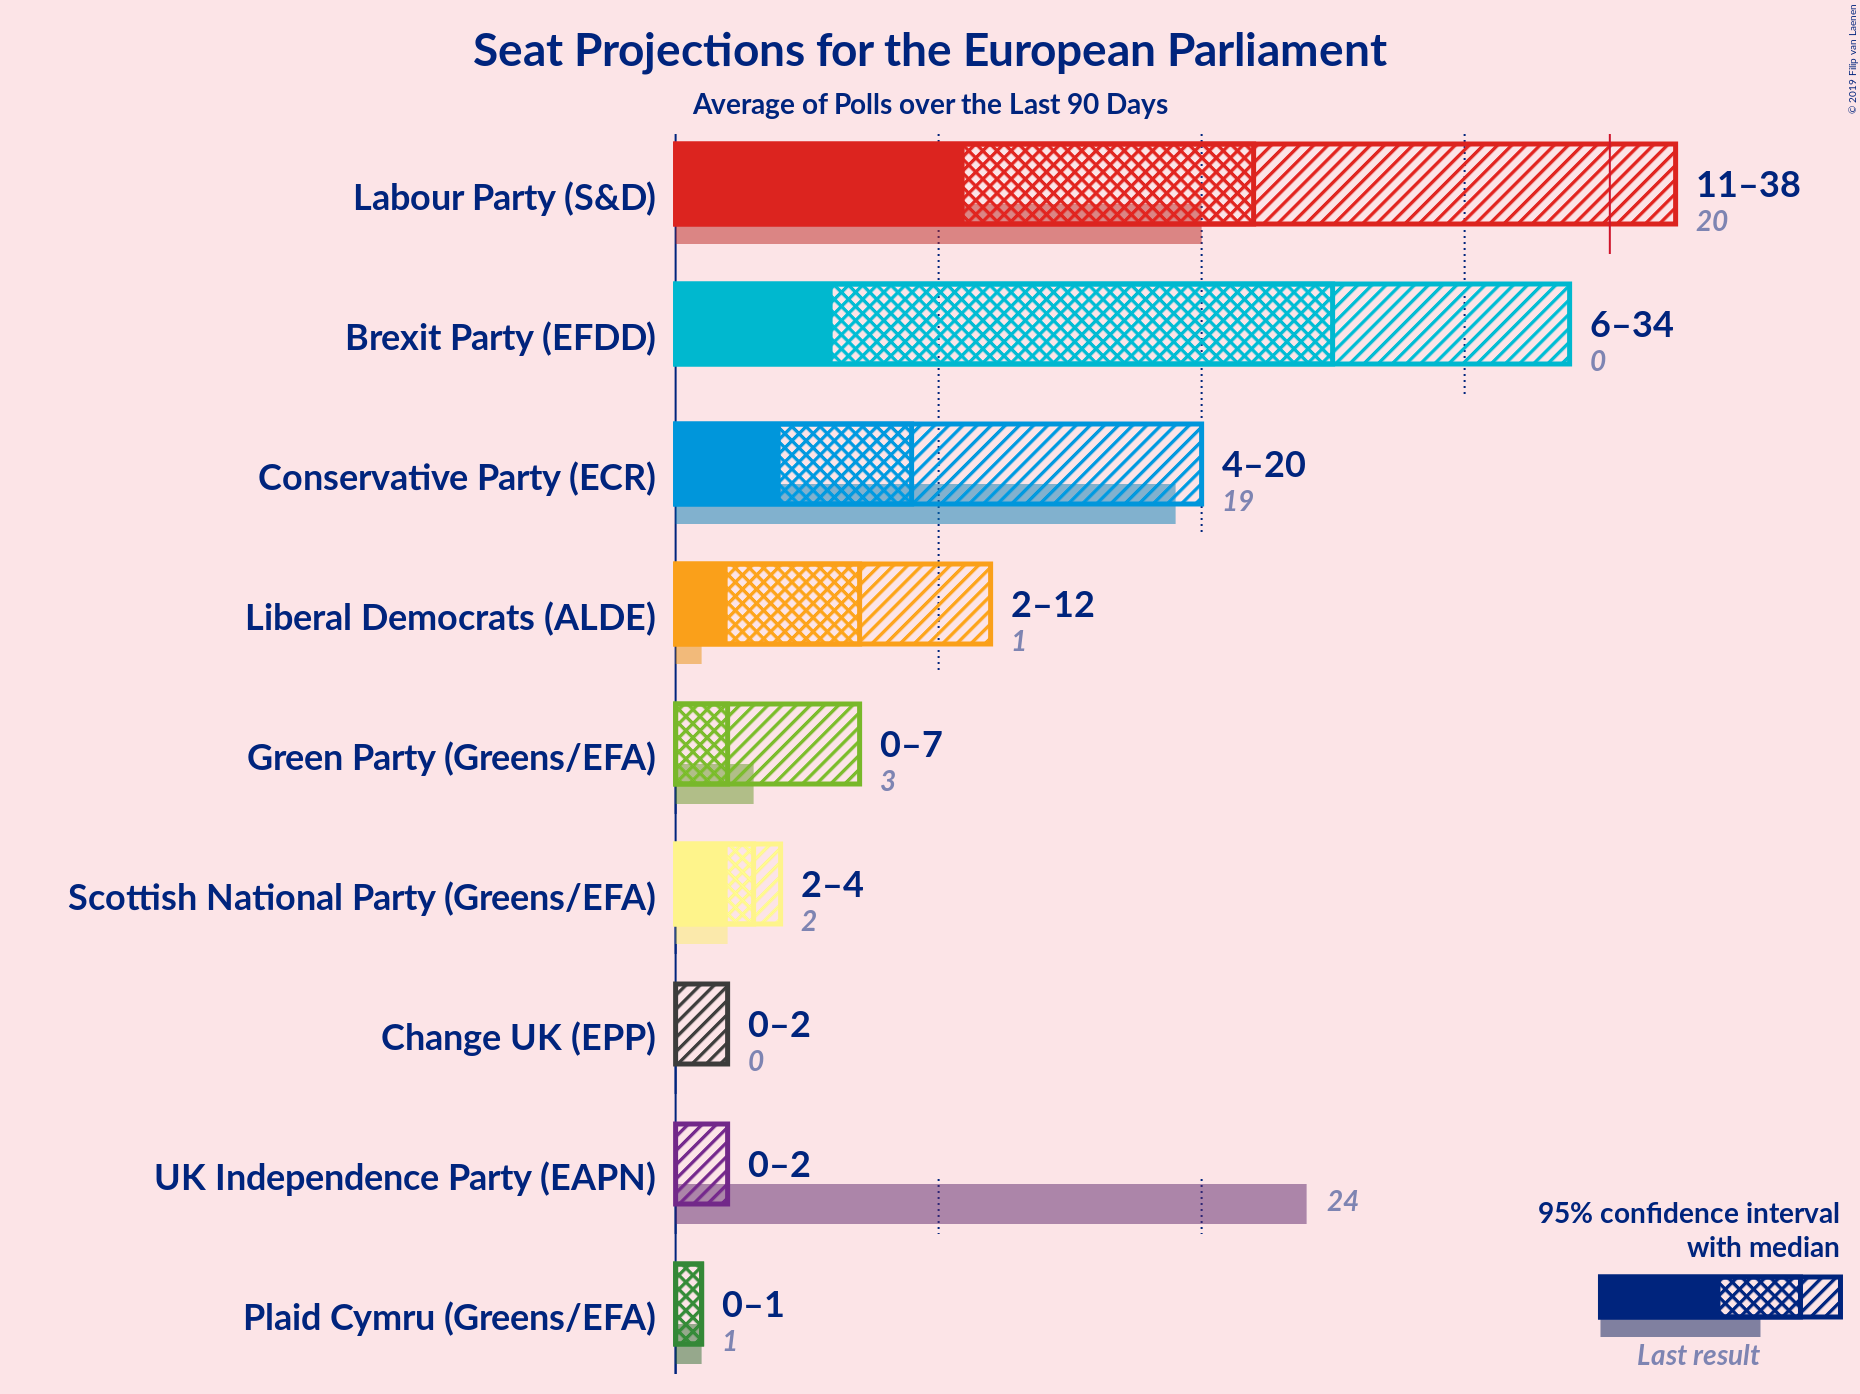 Seat Projections for the European Parliament
Average of Polls over the Last 90 Days
© 2019 Filip van Laenen
Labour Party (S&D)
11–38
20
Brexit Party (EFDD)
6–34
0
Conservative Party (ECR)
4–20
19
Liberal Democrats (ALDE)
2–12
1
Green Party (Greens/EFA)
0–7
3
Scottish National Party (Greens/EFA)
2–4
2
Change UK (EPP)
0–2
0
UK Independence Party (EAPN)
0–2
24
Plaid Cymru (Greens/EFA)
0–1
1
95% confidence interval
with median
Last result